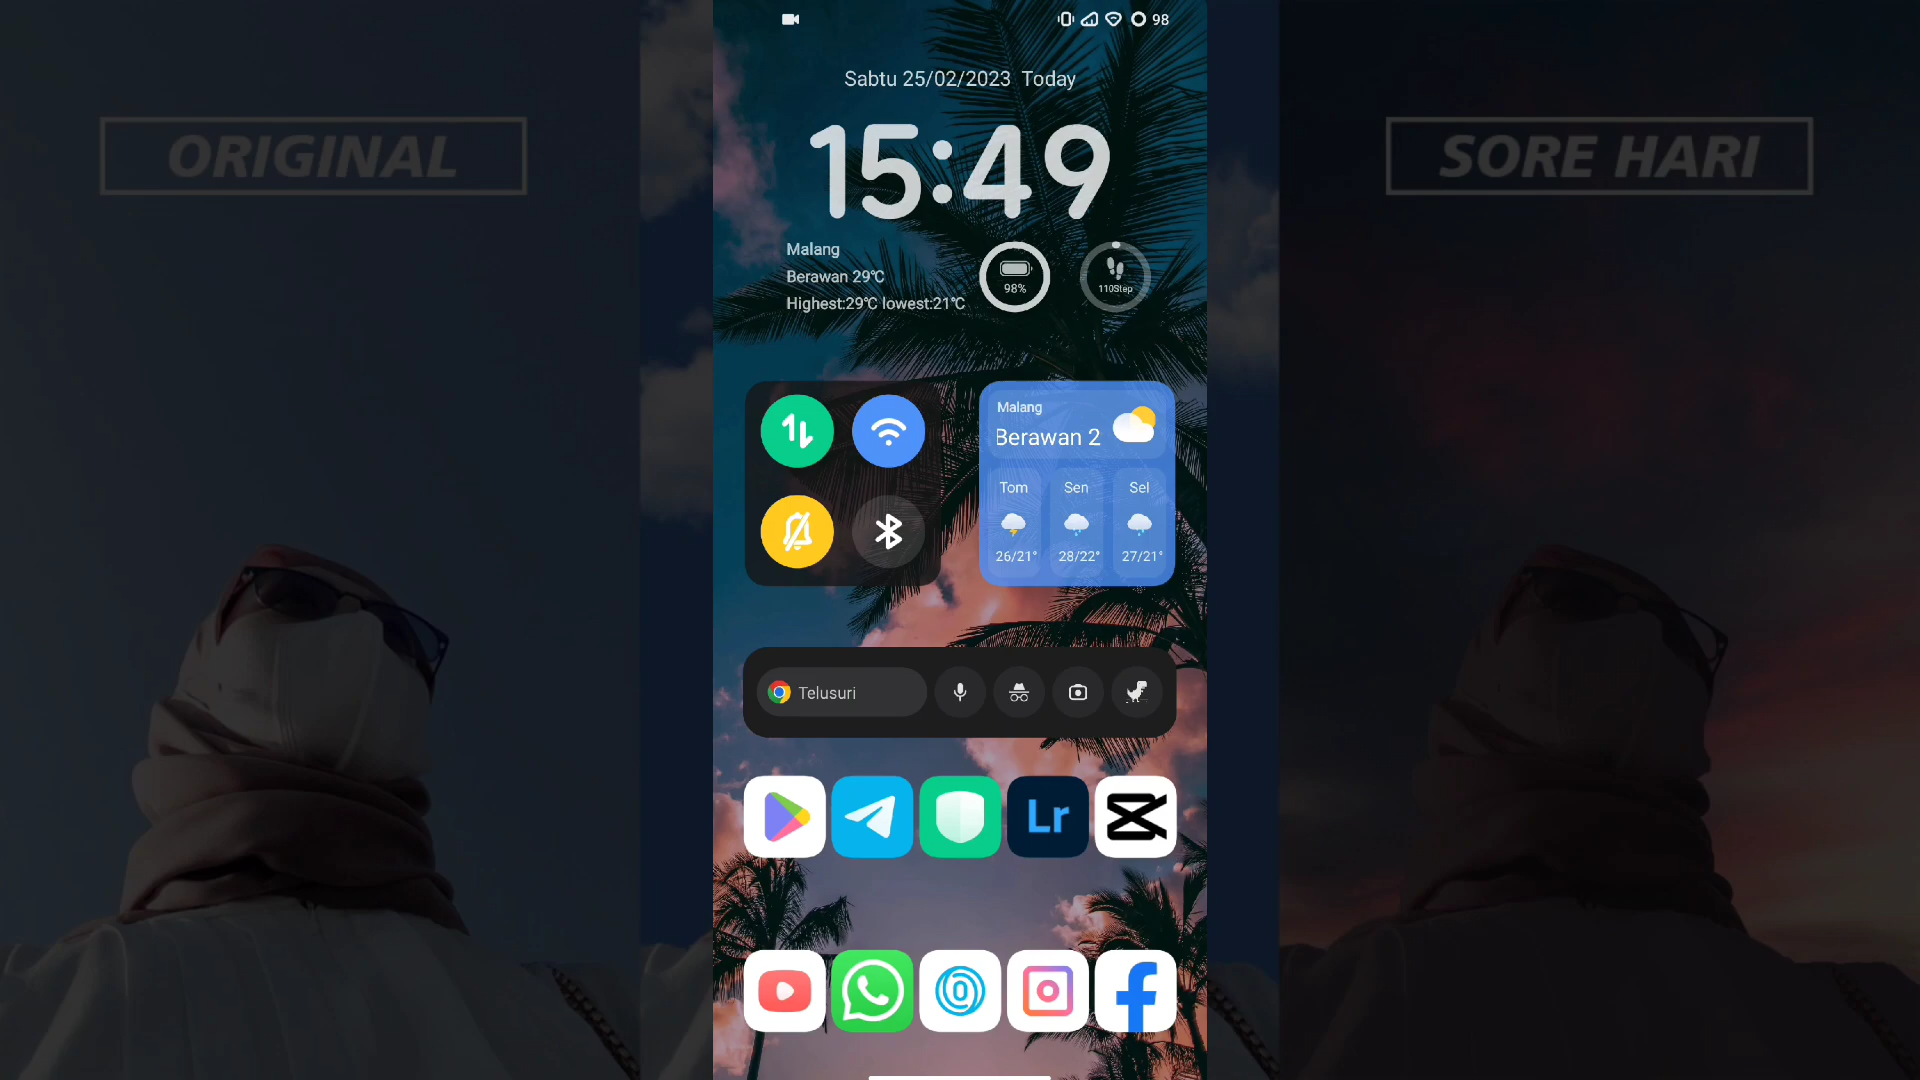 98
Sabtu 25/02/2023 Today
ORIGINAL
SORE HARI
15:49
Malang
Berawan 29℃
Highest:29℃ lowest:21℃
98%
110Step
Malang
Berawan 2
Tom Sen Sel
26/21° 28/22° 27/21°
Telusuri
Lr